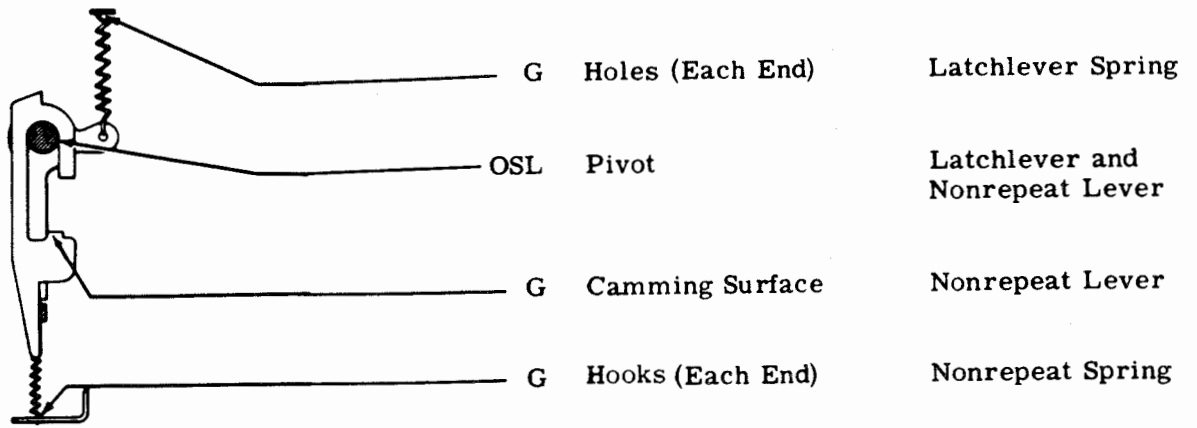 G Holes (Each End) Latchlever Spring
OSL Pivot Latchlever and
Nonrepeat Lever
G Camming Surface Nonrepeat Lever
G Hooks (Each End) Nonrepeat Spring